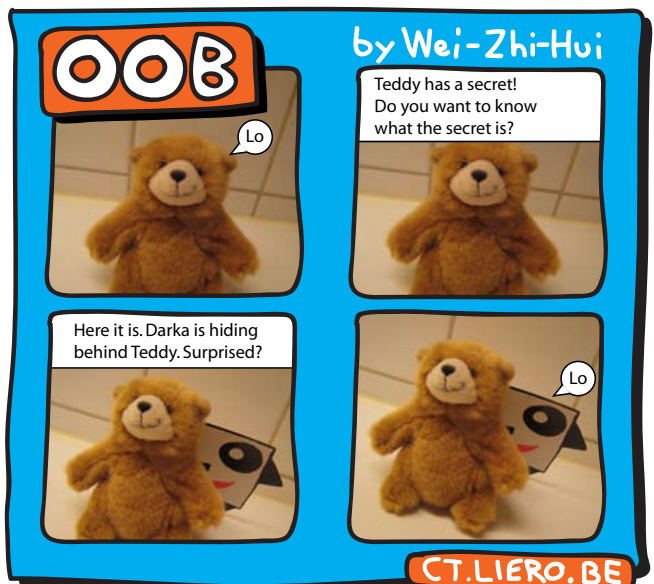 OOB
by Wei-Zhi-Hui
Lo
Teddy has a secret!
Do you want to know
what the secret is?
Here it is. Darka is hiding
behind Teddy. Surprised?
Lo
CT.LIERO.BE